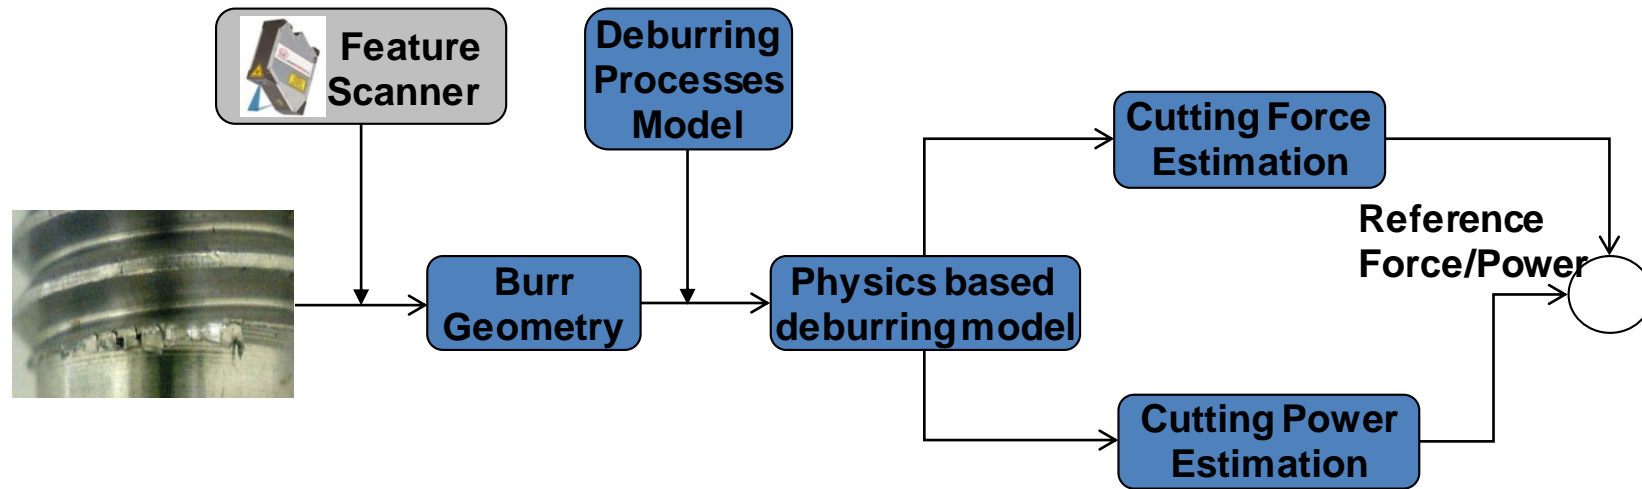 Feature
Scanner
Deburring
Processes
Model
Cutting Force
Estimation
Reference
Force/Power
Burr
Geometry
Physics based
deburring model
Cutting Power
Estimation